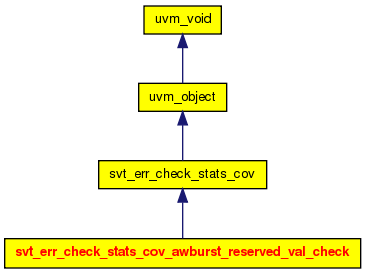 uvm_void
uvm_object
svt_err_check_stats_cov
svt_err_check_stats_cov_awburst_reserved_val_check